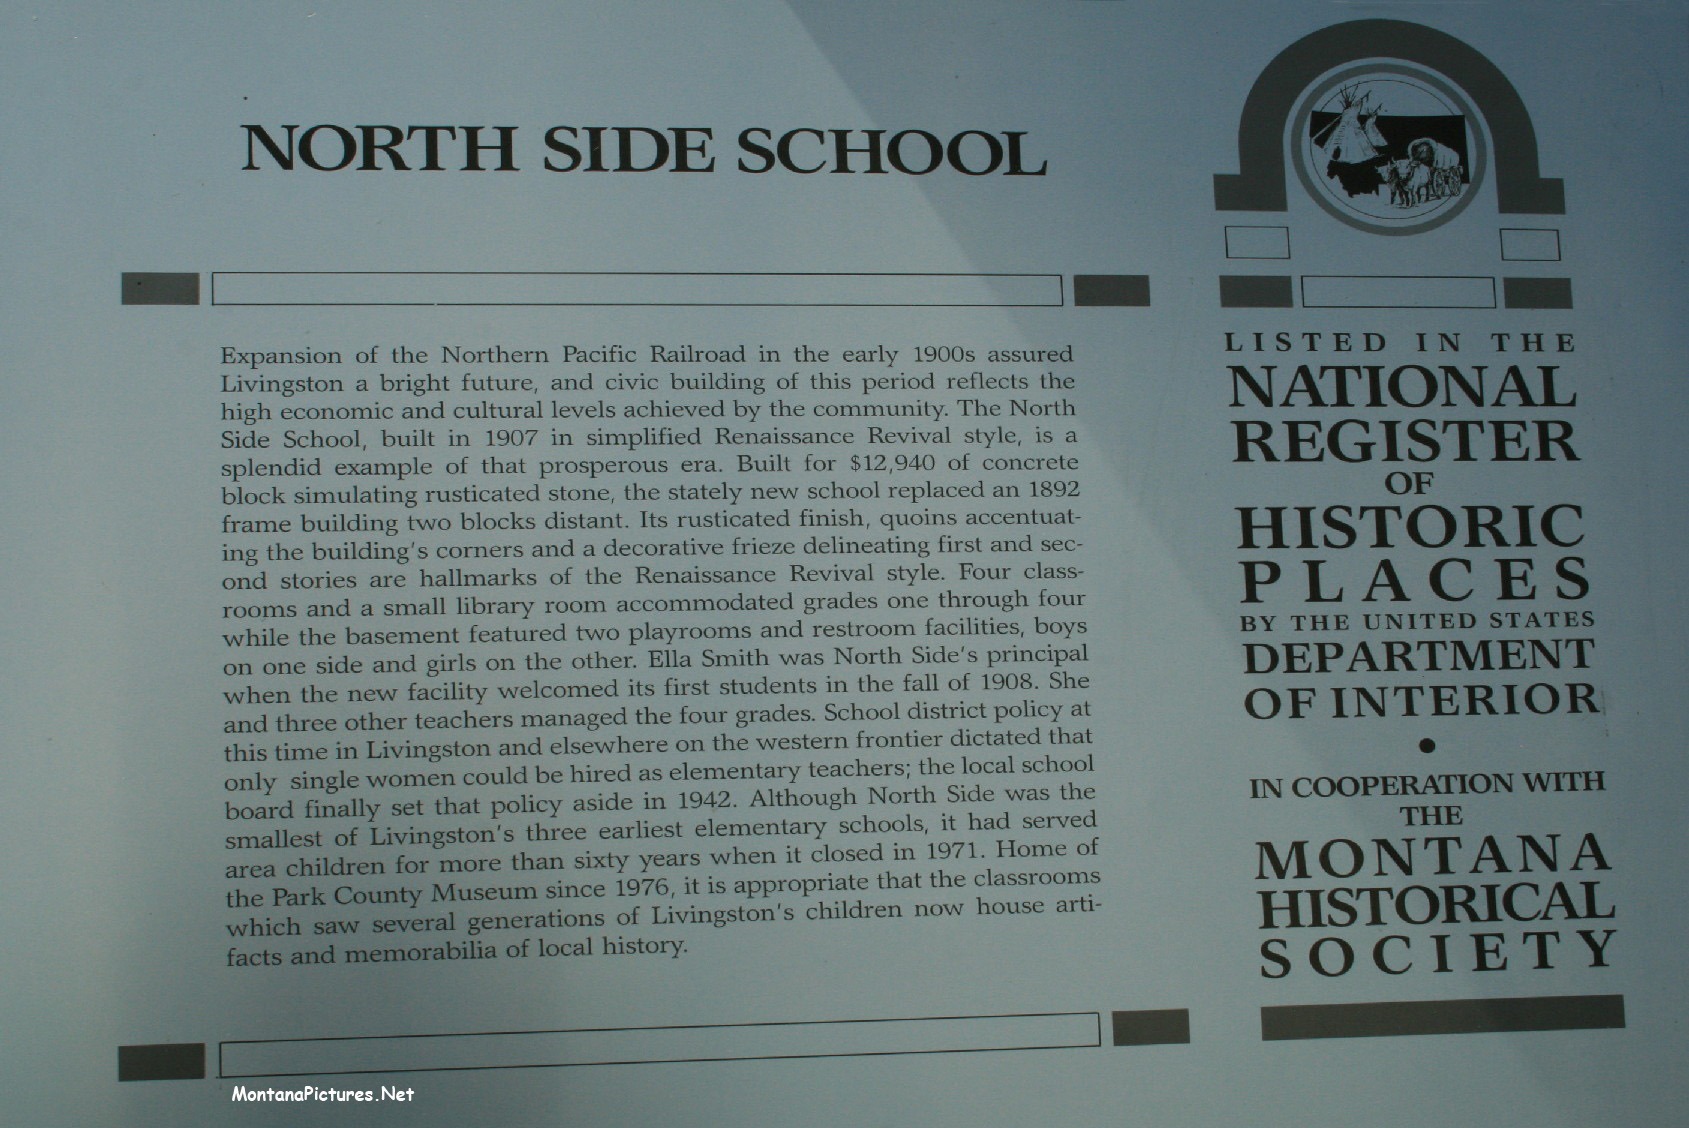 NORTH SIDE SCHOOL
Expansion of the Northern Pacific Railroad in the early 1900s assured
Livingston a bright future, and civic building of this period reflects the
high economic and cultural levels achieved by the community. The North
Side School, built in 1907 in simplified Renaissance Revival style, is a
splendid example of that prosperous era. Built for $12,940 of concrete
block simulating rusticated stone, the stately new school replaced an 1892
frame building two blocks distant. Its rusticated finish, quoins accentuat-
ing the building's corners and a decorative frieze delineating first and sec-
ond stories are hallmarks of the Renaissance Revival style. Four class-
rooms and a small library room accommodated grades one through four
while the basement featured two playrooms and restroom facilities, boys
on one side and girls on the other. Ella Smith was North Side's principal
when the new facility welcomed its first students in the fall of 1908. She
and three other teachers managed the four grades. School district policy at
this time in Livingston and elsewhere on the western frontier dictated that
only single women could be hired as elementary teachers; the local school
board finally set that policy aside in 1942. Although North Side was the
smallest of Livingston's three earliest elementary schools, it had served
area children for more than sixty years when it closed in 1971. Home of
the Park County Museum since 1976, it is appropriate that the classrooms
which saw several generations of Livingston's children now house arti-
facts and memorabilia of local history.
LISTED IN THE
NATIONAL
REGISTER
OF
HISTORIC
PLACES
BY THE UNITED STATES
DEPARTMENT
OF INTERIOR
•
IN COOPERATION WITH
THE
MONTANA
HISTORICAL
SOCIETY
MontanaPictures.Net